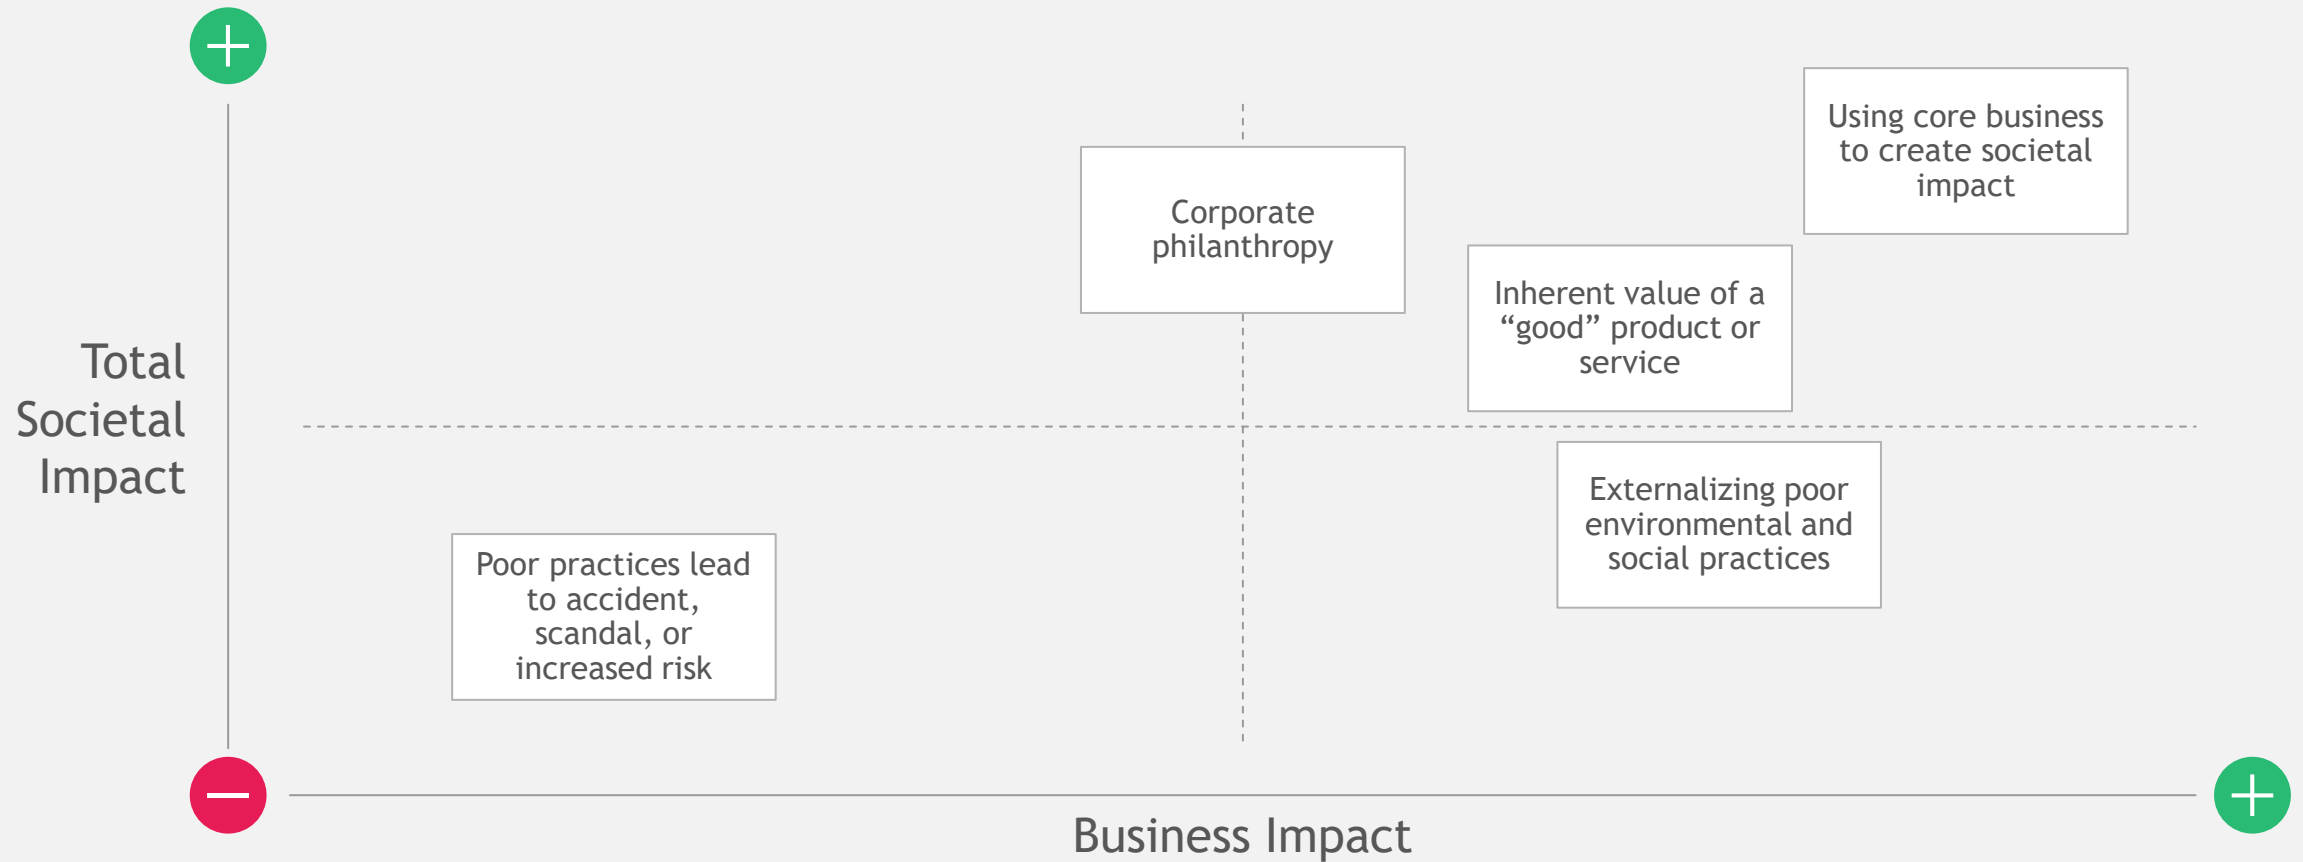 Using core business
to create societal
impact
Corporate
philanthropy
Inherent value of a
“good” product or
service
Total
Societal
Impact
Externalizing poor
environmental and
social practices
Poor practices lead
to accident,
scandal, or
increased risk
Business Impact